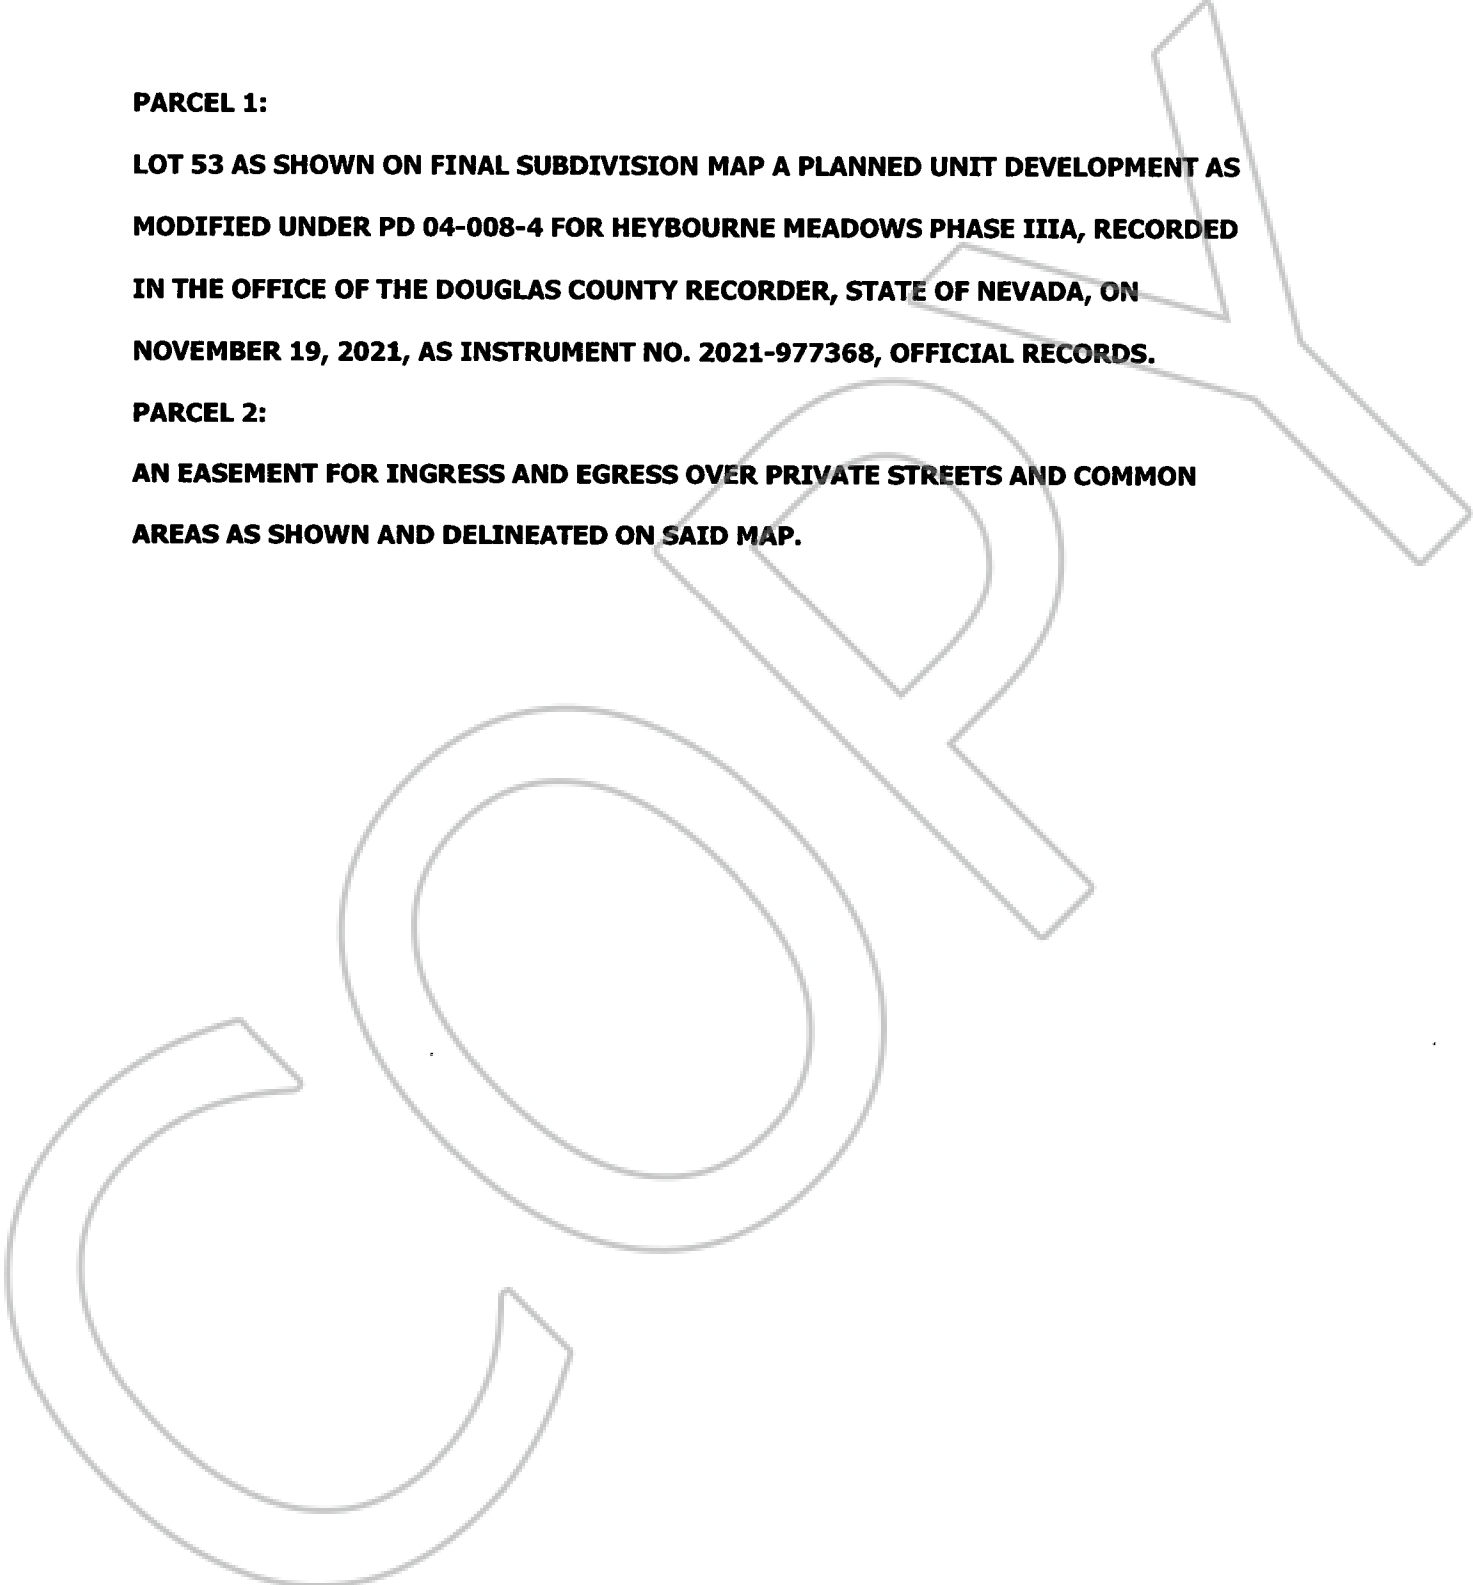 PARCEL 1:
LOT 53 AS SHOWN ON FINAL SUBDIVISION MAP A PLANNED UNIT DEVELOPMENT AS
MODIFIED UNDER PD 04-008-4 FOR HEYBOURNE MEADOWS PHASE IIIA, RECORDED
IN THE OFFICE OF THE DOUGLAS COUNTY RECORDER, STATE OF NEVADA, ON
NOVEMBER 19, 2021, AS INSTRUMENT NO. 2021-977368, OFFICIAL RECORDS.
PARCEL 2:
AN EASEMENT FOR INGRESS AND EGRESS OVER PRIVATE STREETS AND COMMON
AREAS AS SHOWN AND DELINEATED ON SAID MAP.
COPY